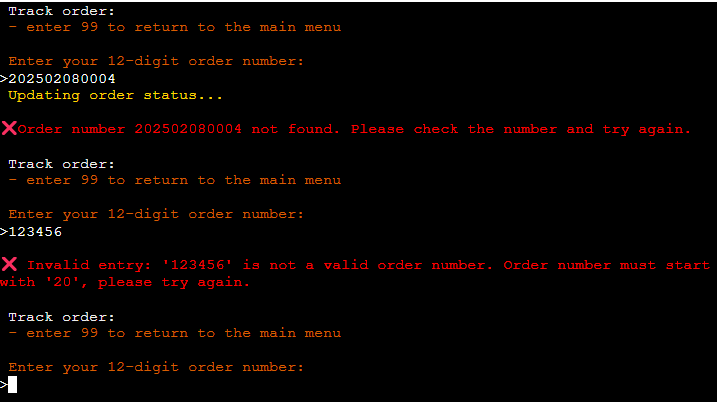 Track order:
- enter 99 to return to the main menu
Enter your 12-digit order number:
>202502080004
Updating order status...
❌Order number 202502080004 not found. Please check the number and try again.
Track order:
- enter 99 to return to the main menu
Enter your 12-digit order number:
>123456
❌ Invalid entry: '123456' is not a valid order number. Order number must start
with '20', please try again.
Track order:
- enter 99 to return to the main menu
Enter your 12-digit order number:
>